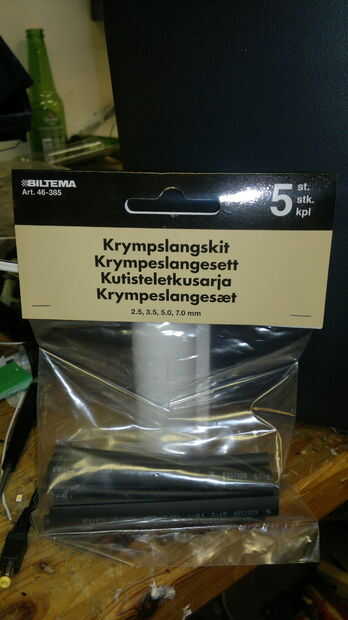 BILTEMA
Art. 46-385
5 st.
stk.
kpl
Krympslangskit
Krympeslangesett
Kutisteletkusarja
Krympeslangesæt
2.5, 3.5, 5.0, 7.0 mm